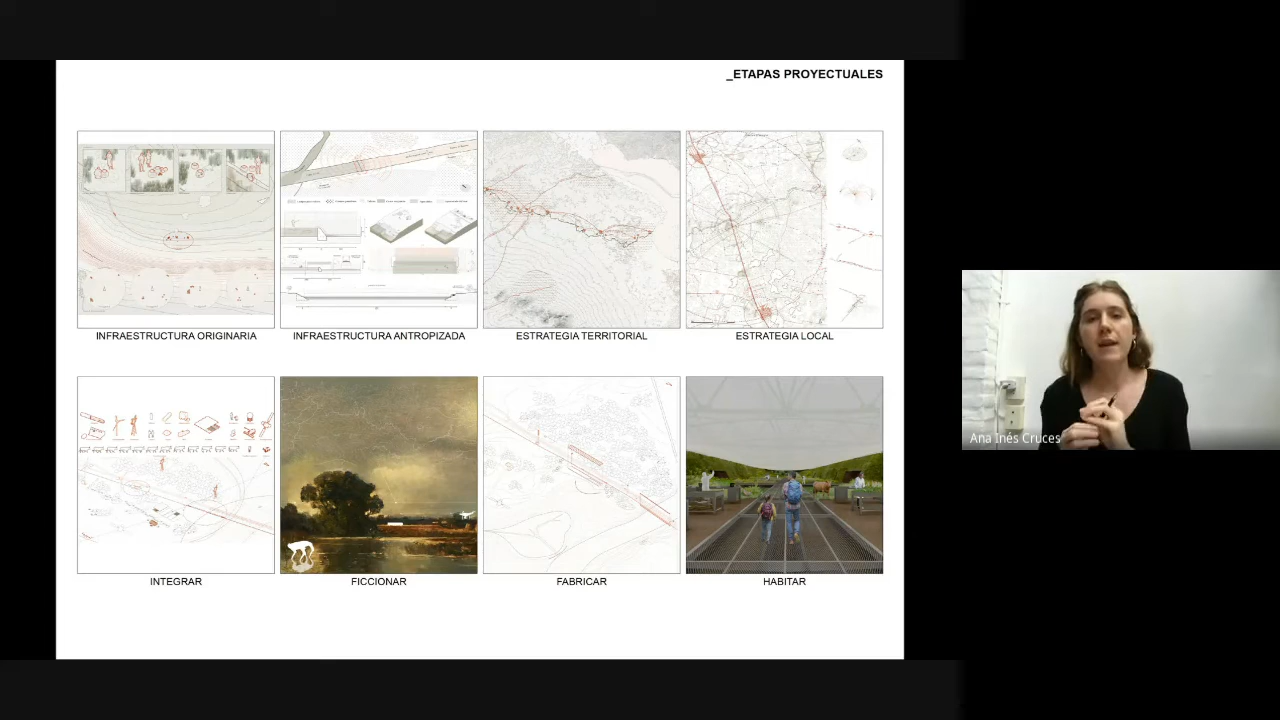 _ETAPAS PROYECTUALES
INFRAESTRUCTURA ORIGINARIA
INFRAESTRUCTURA ANTROPIZADA
ESTRATEGIA TERRITORIAL
ESTRATEGIA LOCAL
INTEGRAR
FICCIONAR
FABRICAR
HABITAR
Ana Inés Cruces